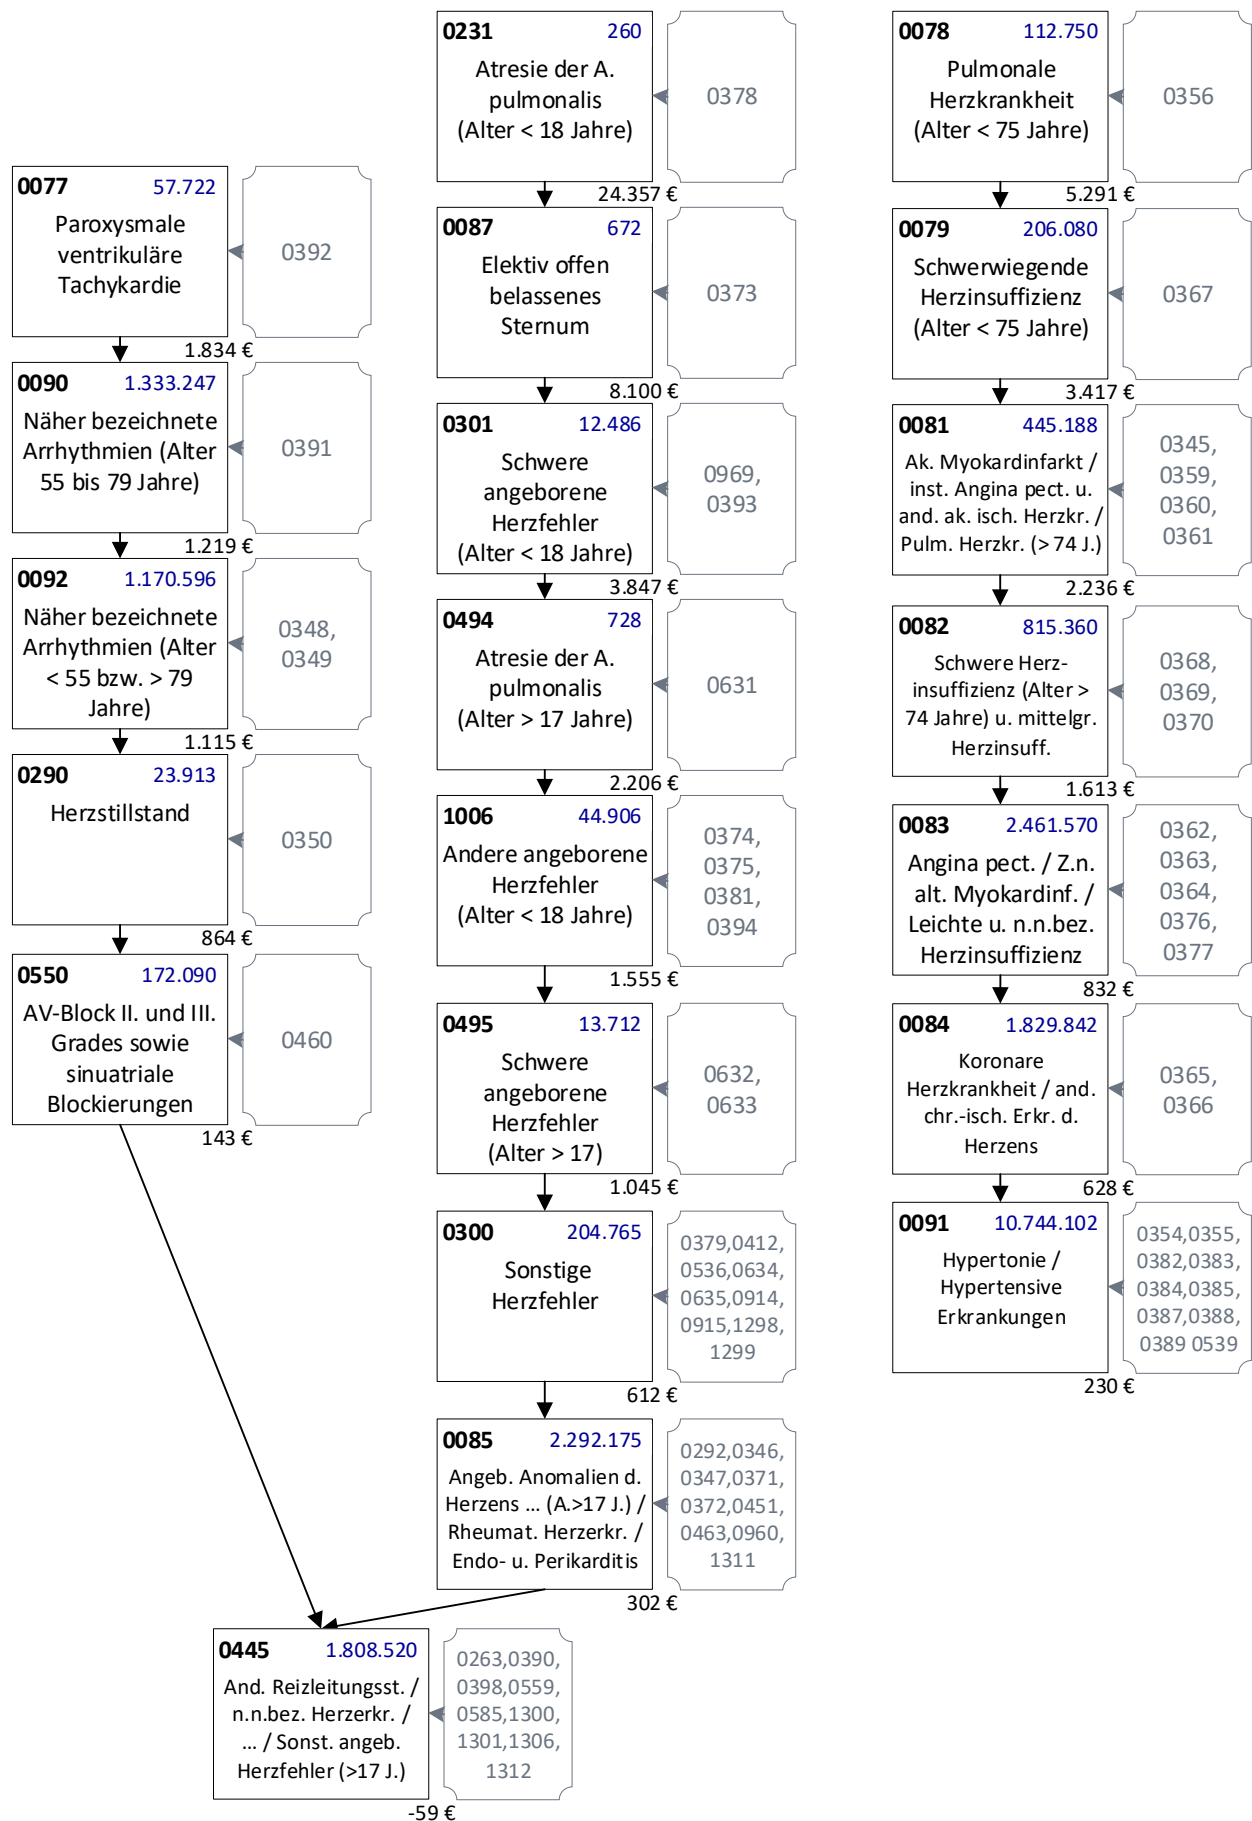 0077 57.722
Paroxysmale
ventrikuläre
Tachykardie
0392
1.834 €
0090 1.333.247
Näher bezeichnete
Arrhythmien (Alter
55 bis 79 Jahre)
0391
1.219 €
0092 1.170.596
Näher bezeichnete
Arrhythmien (Alter
< 55 bzw. > 79
Jahre)
0348,
0349
1.115 €
0290 23.913
Herzstillstand
0350
864 €
0550 172.090
AV-Block II. und III.
Grades sowie
sinuatriale
Blockierungen
0460
143 €
0231 260
Atresie der A.
pulmonalis
(Alter < 18 Jahre)
0378
24.357 €
0087 672
Elektiv offen
belassenes
Sternum
0373
8.100 €
0301 12.486
Schwere
angeborene
Herzfehler
(Alter < 18 Jahre)
0969,
0393
3.847 €
0494 728
Atresie der A.
pulmonalis
(Alter > 17 Jahre)
0631
2.206 €
1006 44.906
Andere angeborene
Herzfehler
(Alter < 18 Jahre)
0374,
0375,
0381,
0394
1.555 €
0495 13.712
Schwere
angeborene
Herzfehler
(Alter > 17)
0632,
0633
1.045 €
0300 204.765
Sonstige
Herzfehler
0379,0412,
0536,0634,
0635,0914,
0915,1298,
1299
612 €
0085 2.292.175
Angeb. Anomalien d.
Herzens ... (A.>17 J.) /
Rheumat. Herzerkr. /
Endo- u. Perikarditis
0292,0346,
0347,0371,
0372,0451,
0463,0960,
1311
302 €
0445 1.808.520
And. Reizleitungsst. /
n.n.bez. Herzerkr. /
... / Sonst. angeb.
Herzfehler (>17 J.)
0263,0390,
0398,0559,
0585,1300,
1301,1306,
1312
-59 €
0078 112.750
Pulmonale
Herzkrankheit
(Alter < 75 Jahre)
0356
5.291 €
0079 206.080
Schwerwiegende
Herzinsuffizienz
(Alter < 75 Jahre)
0367
3.417 €
0081 445.188
Ak. Myokardinfarkt /
inst. Angina pect. u.
and. ak. isch. Herzkr. /
Pulm. Herzkr. (> 74 J.)
0345,
0359,
0360,
0361
2.236 €
0082 815.360
Schwere Herz-
insuffizienz (Alter >
74 Jahre) u. mittelgr.
Herzinsuff.
0368,
0369,
0370
1.613 €
0083 2.461.570
Angina pect. / Z.n.
alt. Myokardinf. /
Leichte u. n.n.bez.
Herzinsuffizienz
0362,
0363,
0364,
0376,
0377
832 €
0084 1.829.842
Koronare
Herzkrankheit / and.
chr.-isch. Erkr. d.
Herzens
0365,
0366
628 €
0091 10.744.102
Hypertonie /
Hypertensive
Erkrankungen
0354,0355,
0382,0383,
0384,0385,
0387,0388,
0389 0539
230 €